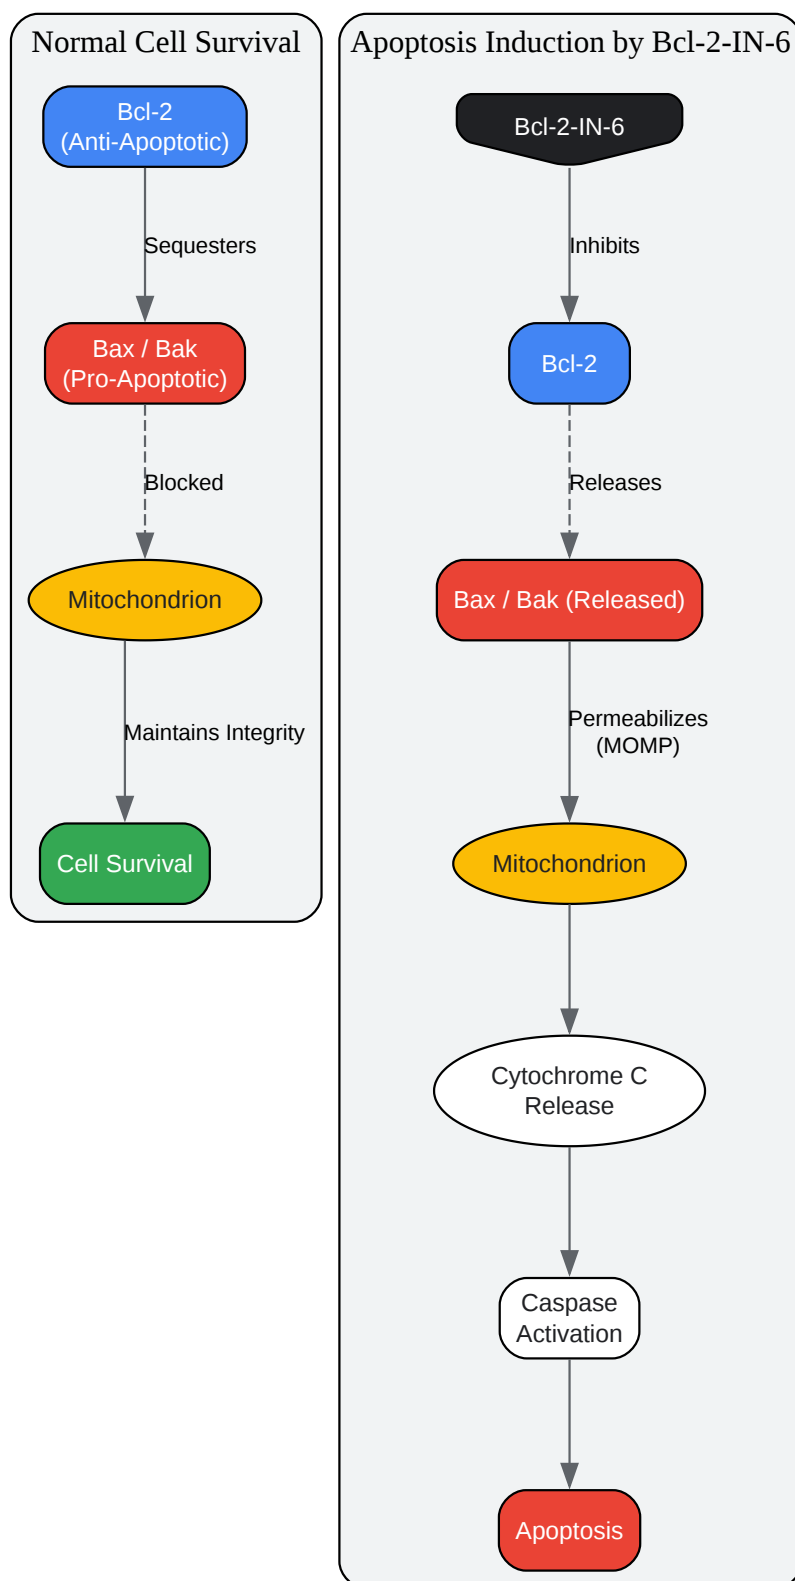 Normal Cell Survival
Bcl-2
(Anti-Apoptotic)
Sequesters
Bax / Bak
(Pro-Apoptotic)
Blocked
Mitochondrion
Maintains Integrity
Cell Survival
Apoptosis Induction by Bcl-2-IN-6
Bcl-2-IN-6
Inhibits
Bcl-2
Releases
Bax / Bak (Released)
Permeabilizes
(MOMP)
Mitochondrion
Cytochrome C
Release
Caspase
Activation
Apoptosis